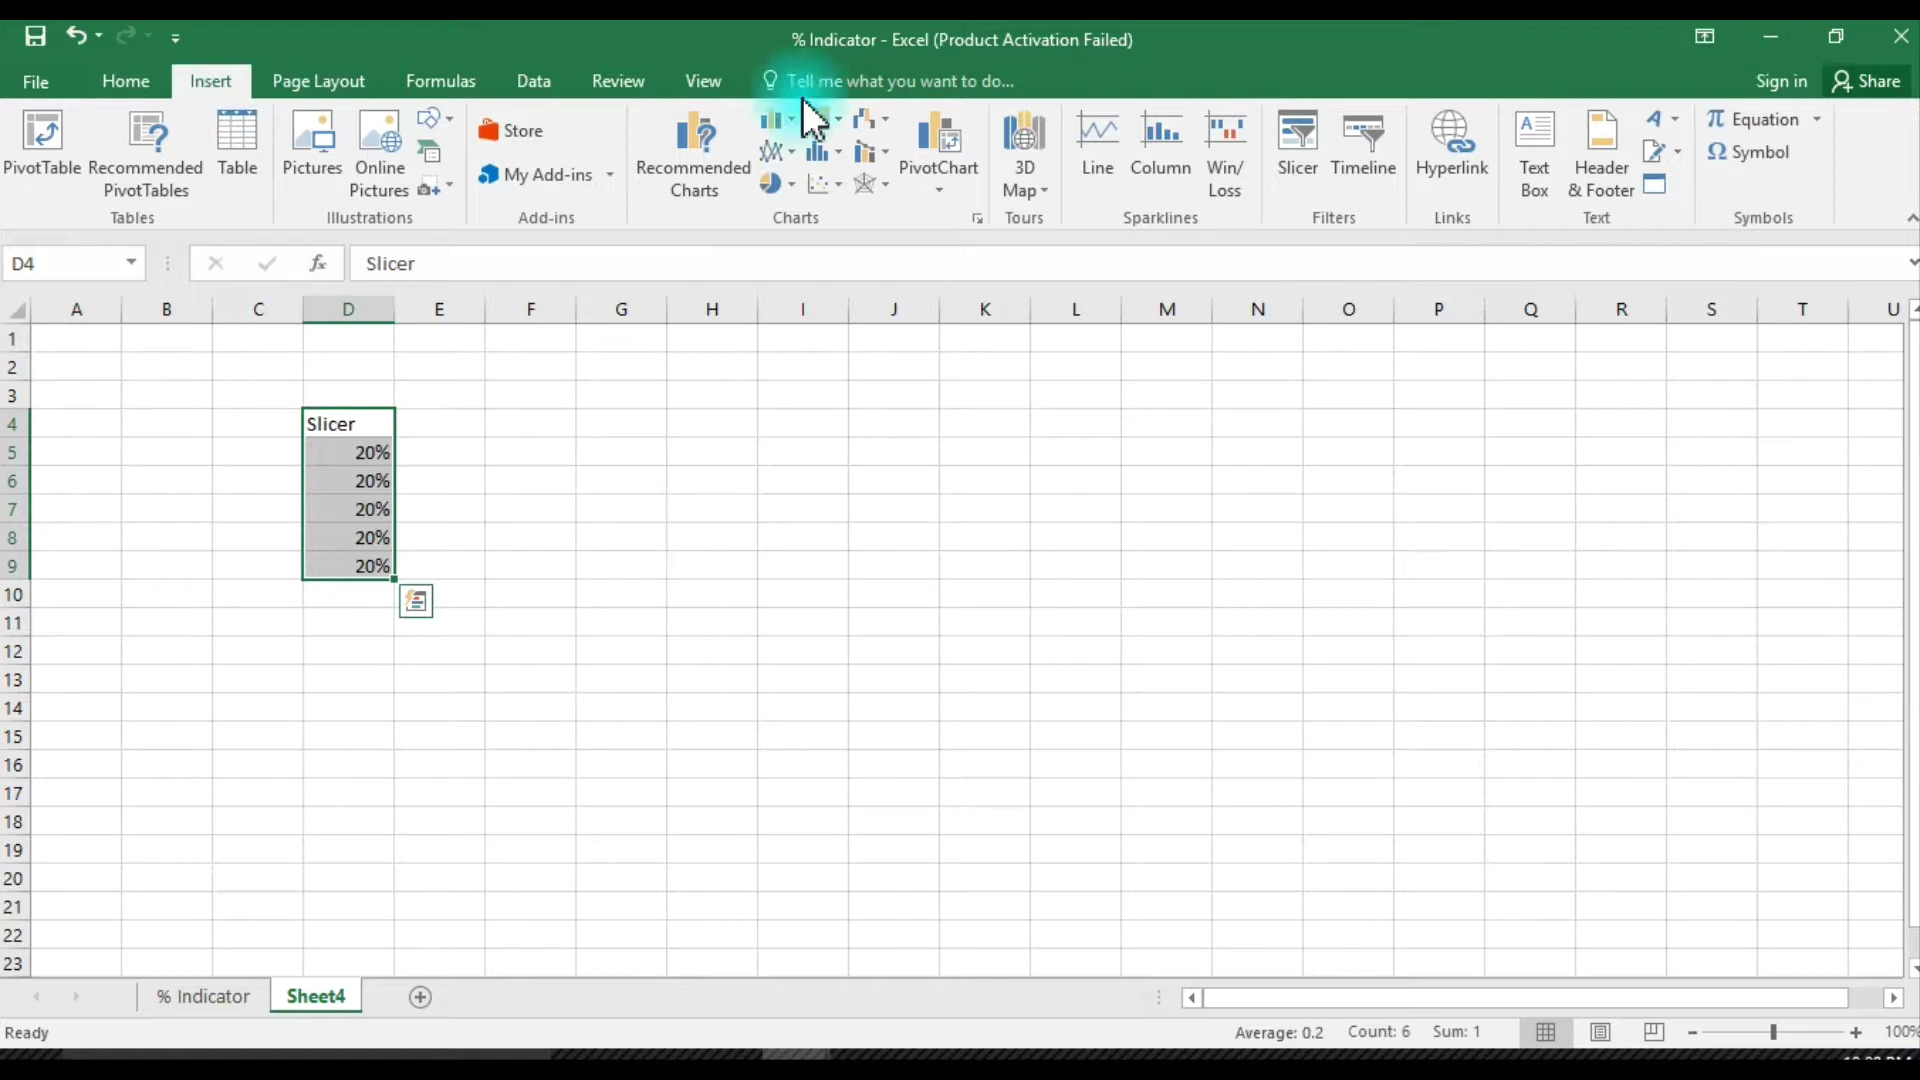 % Indicator - Excel (Product Activation Failed)
File Home Insert Page Layout Formulas Data Review View Tell me what you want to do... Sign in Share
PivotTable Recommended PivotTables Table
Pictures Online Pictures
Store
My Add-ins
Recommended Charts
PivotChart
3D Map
Line Column Win/ Loss
Slicer Timeline
Hyperlink
Text Box Header & Footer
π Equation
Ω Symbol
Tables Illustrations Add-ins Charts Tours Sparklines Filters Links Text Symbols
D4 fx Slicer
A B C D E F G H I J K L M N O P Q R S T U
1
2
3
4 Slicer
5 20%
6 20%
7 20%
8 20%
9 20%
10
11
12
13
14
15
16
17
18
19
20
21
22
23
% Indicator Sheet4
Ready Average: 0.2 Count: 6 Sum: 1 100%